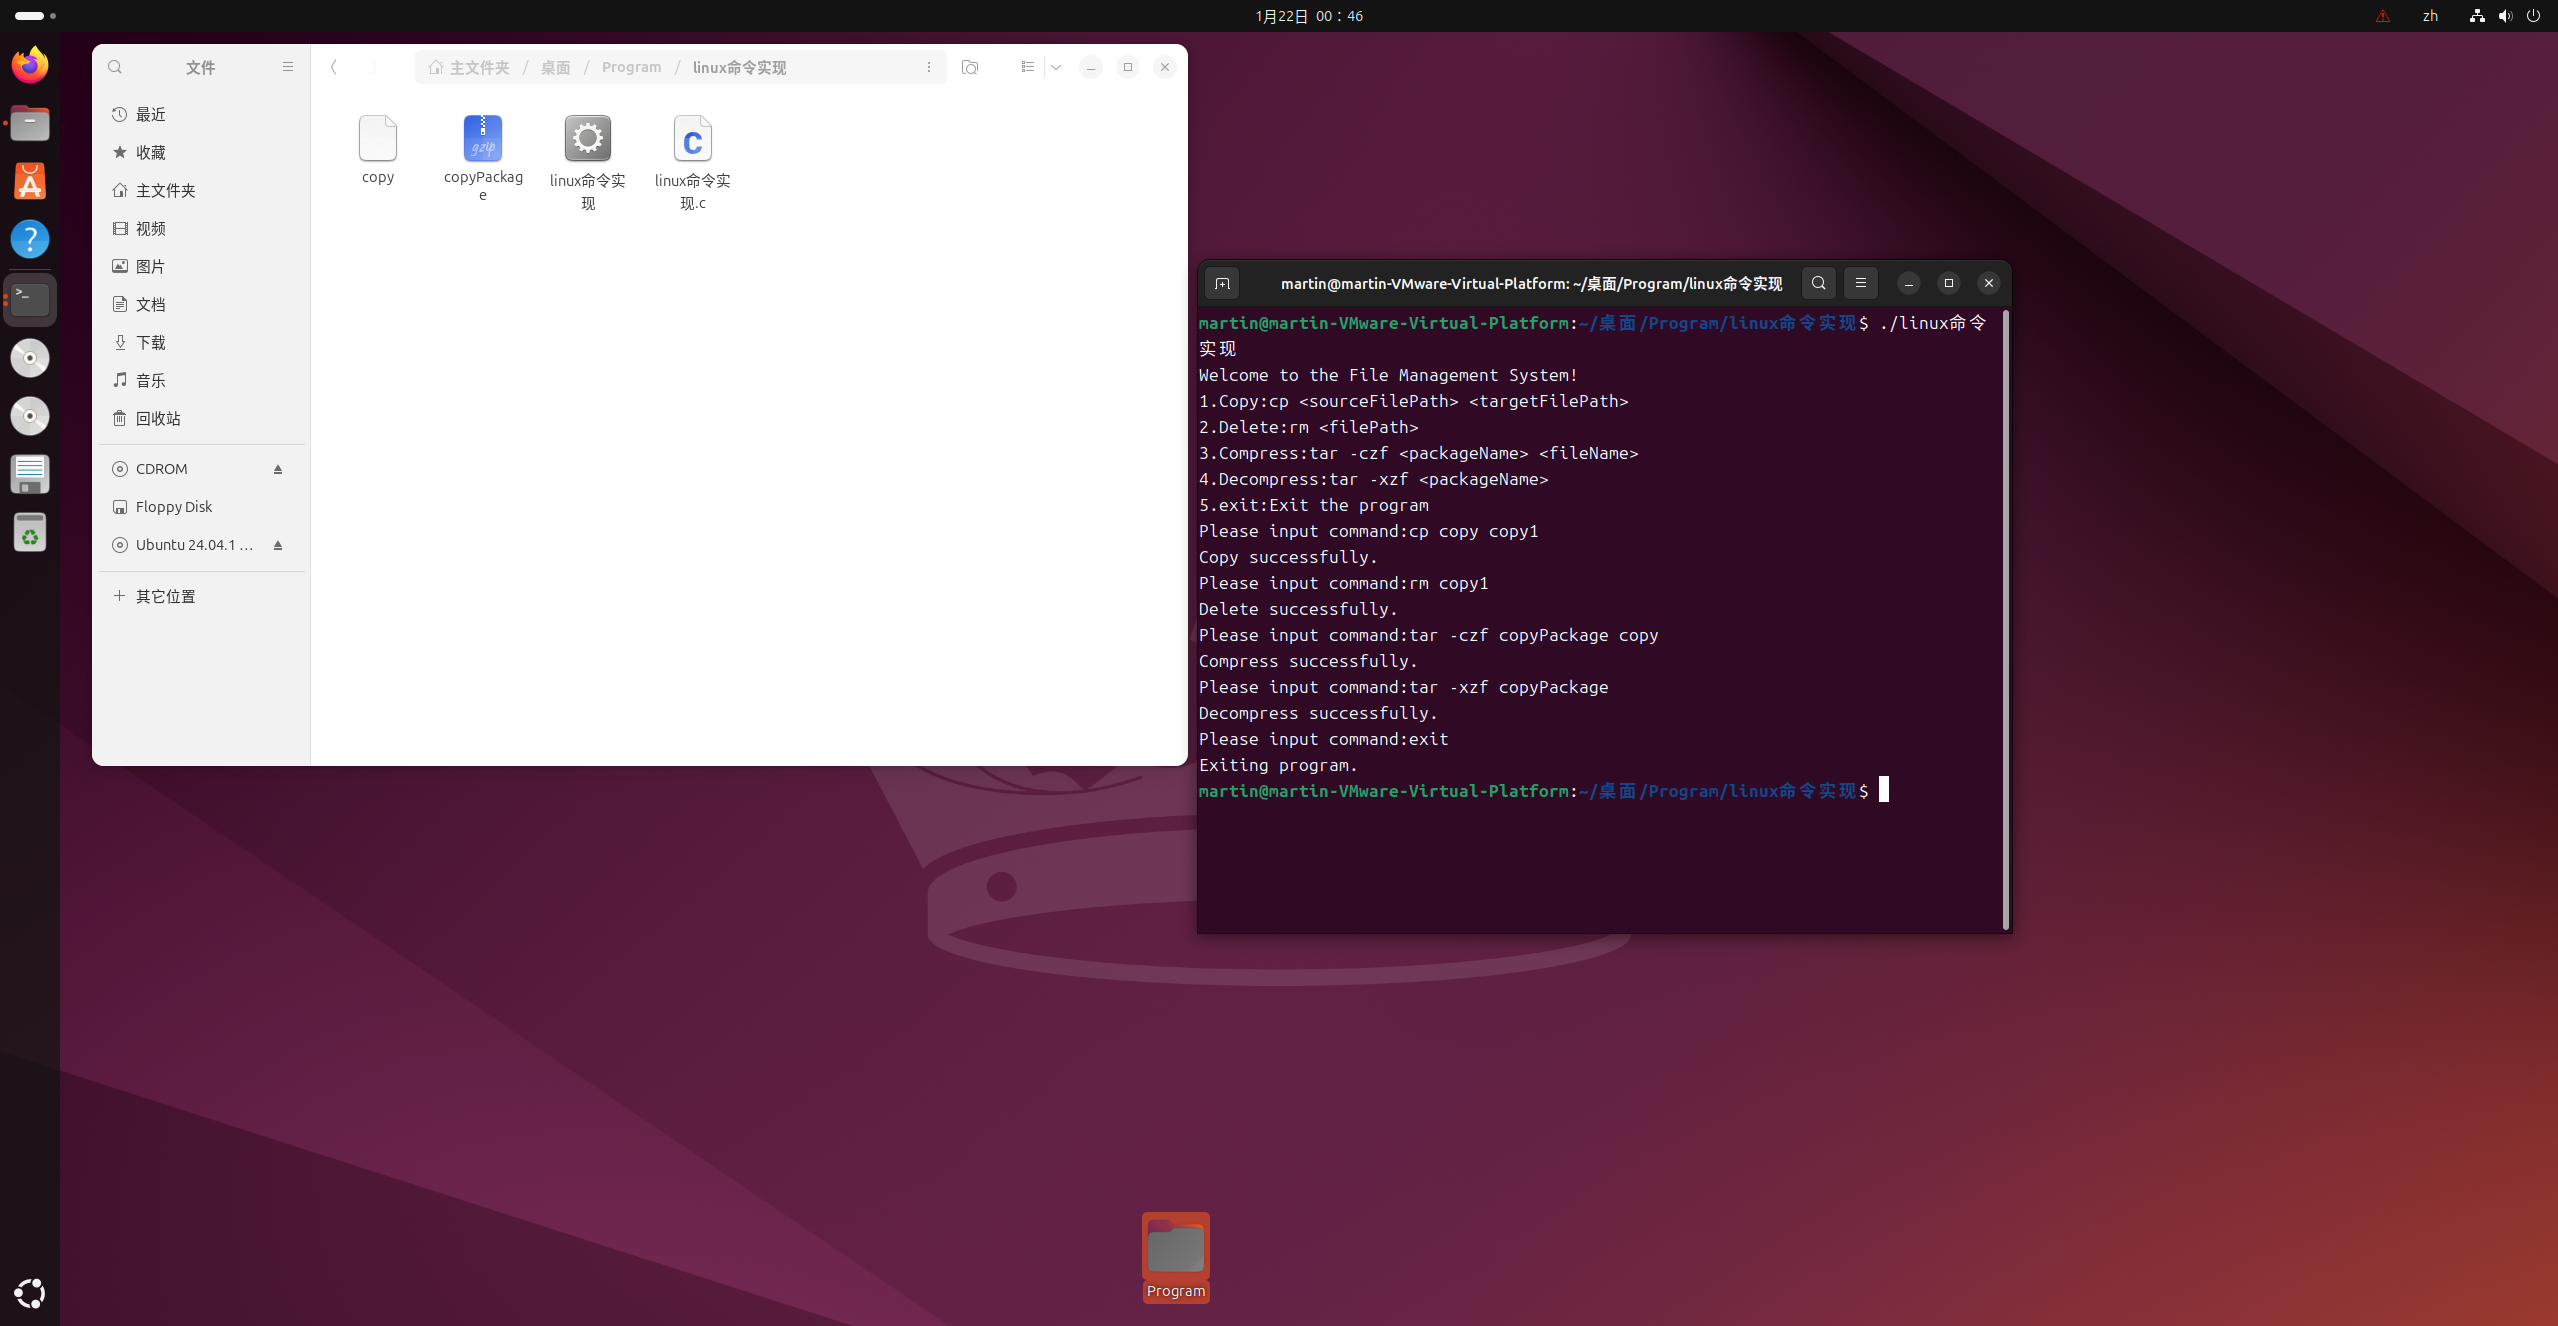 1月22日 00：46
zh
文件
主文件夹 / 桌面 / Program / linux命令实现
最近
收藏
主文件夹
视频
图片
文档
下载
音乐
回收站
CDROM
Floppy Disk
Ubuntu 24.04.1 …
其它位置
copy
copyPackag
e
gzip
linux命令实
现
C
linux命令实
现.c
martin@martin-VMware-Virtual-Platform: ~/桌面/Program/linux命令实现
martin@martin-VMware-Virtual-Platform:~/桌面/Program/linux命令实现$ ./linux命令
实现
Welcome to the File Management System!
1.Copy:cp <sourceFilePath> <targetFilePath>
2.Delete:rm <filePath>
3.Compress:tar -czf <packageName> <fileName>
4.Decompress:tar -xzf <packageName>
5.exit:Exit the program
Please input command:cp copy copy1
Copy successfully.
Please input command:rm copy1
Delete successfully.
Please input command:tar -czf copyPackage copy
Compress successfully.
Please input command:tar -xzf copyPackage
Decompress successfully.
Please input command:exit
Exiting program.
martin@martin-VMware-Virtual-Platform:~/桌面/Program/linux命令实现$
Program